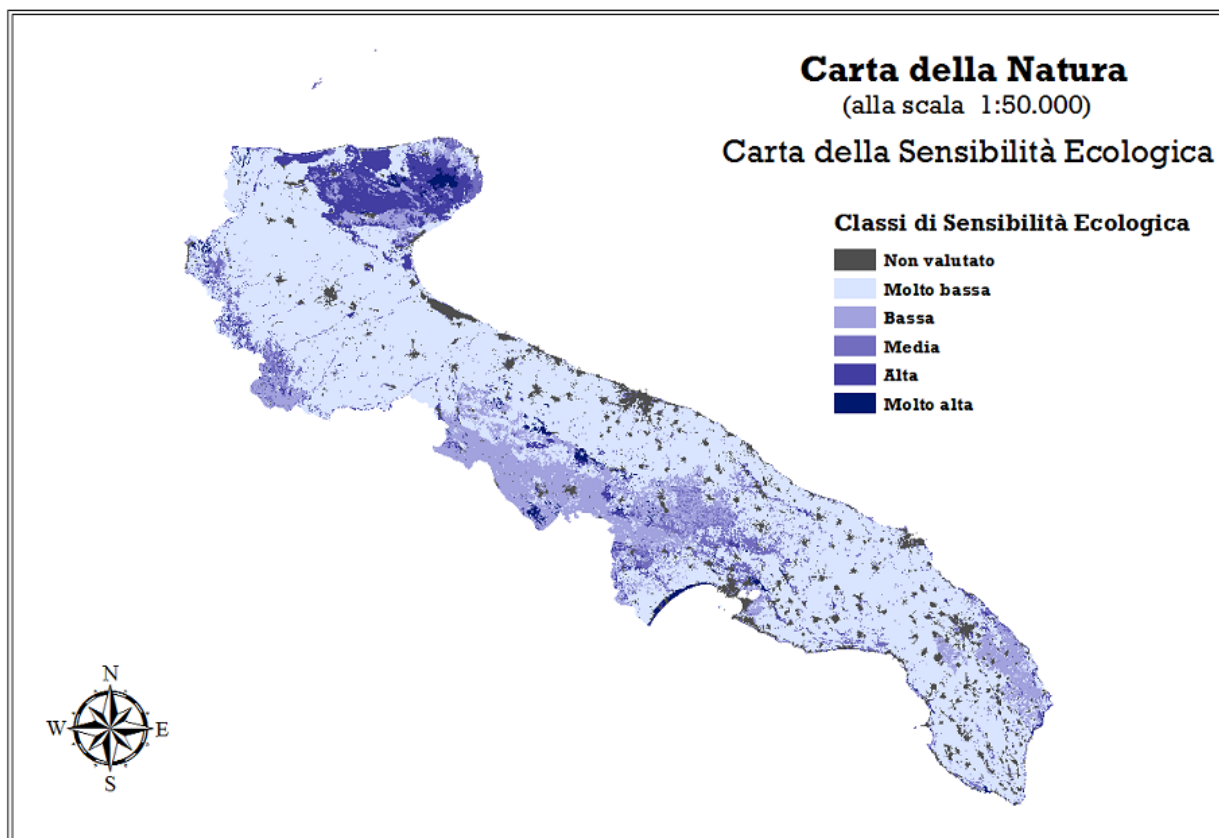 Carta della Natura
(alla scala 1:50.000)
Carta della Sensibilità Ecologica
Classi di Sensibilità Ecologica
Non valutato
Molto bassa
Bassa
Media
Alta
Molto alta
N
W E
S